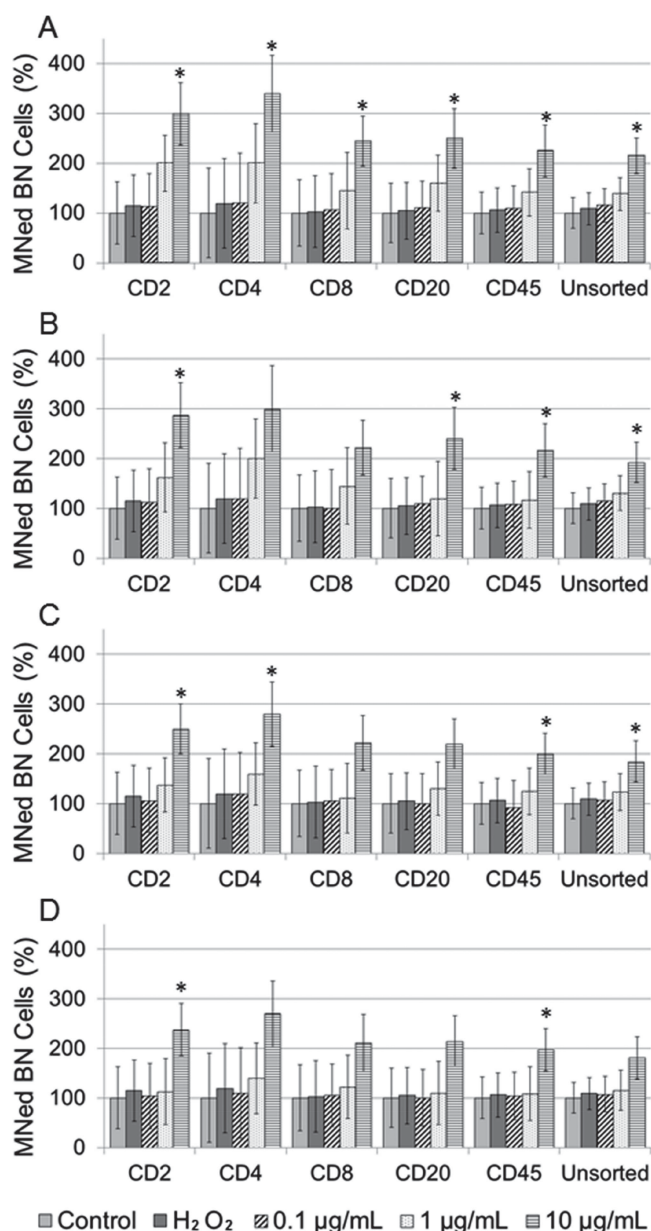 A
MNed BN Cells (%)
400
300
200
100
0
* * * * * *
CD2 CD4 CD8 CD20 CD45 Unsorted
B
MNed BN Cells (%)
400
300
200
100
0
* * * *
CD2 CD4 CD8 CD20 CD45 Unsorted
C
MNed BN Cells (%)
400
300
200
100
0
* * * *
CD2 CD4 CD8 CD20 CD45 Unsorted
D
MNed BN Cells (%)
400
300
200
100
0
* *
CD2 CD4 CD8 CD20 CD45 Unsorted
Control H₂O₂ 0.1 µg/mL 1 µg/mL 10 µg/mL